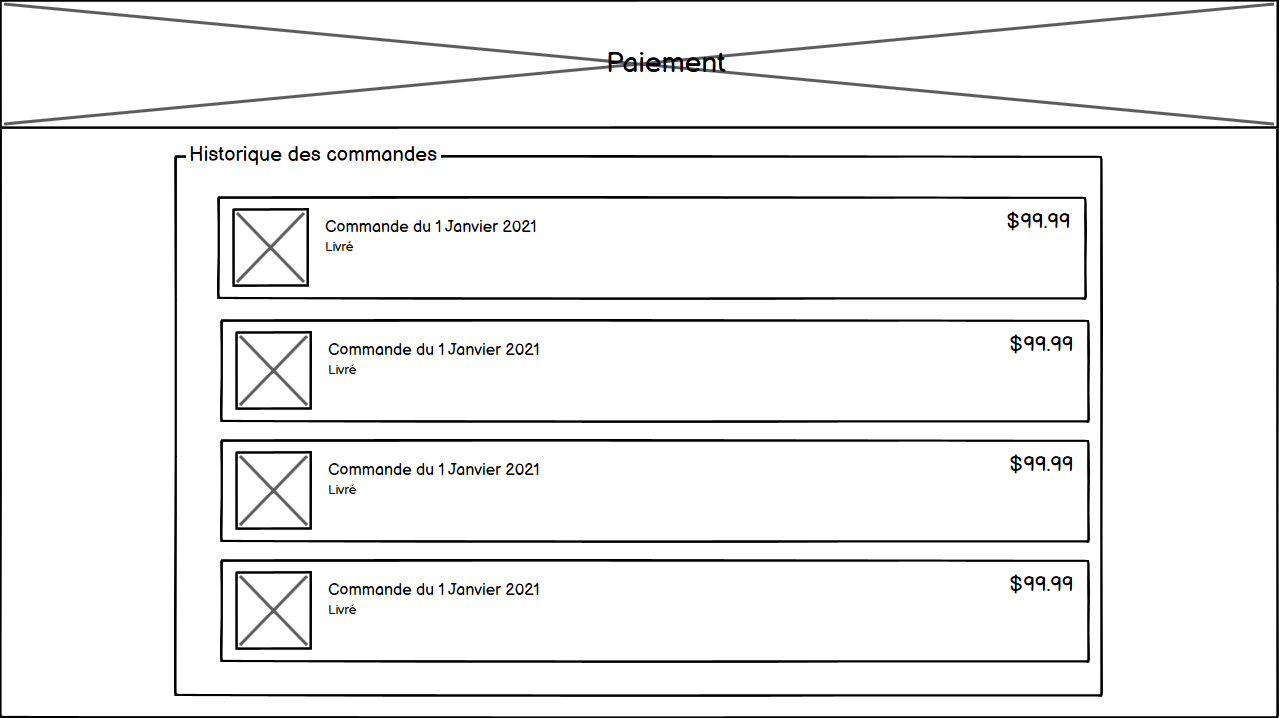 Paiement
Historique des commandes
Commande du 1 Janvier 2021
$99.99
Livré
Commande du 1 Janvier 2021
$99.99
Livré
Commande du 1 Janvier 2021
$99.99
Livré
Commande du 1 Janvier 2021
$99.99
Livré